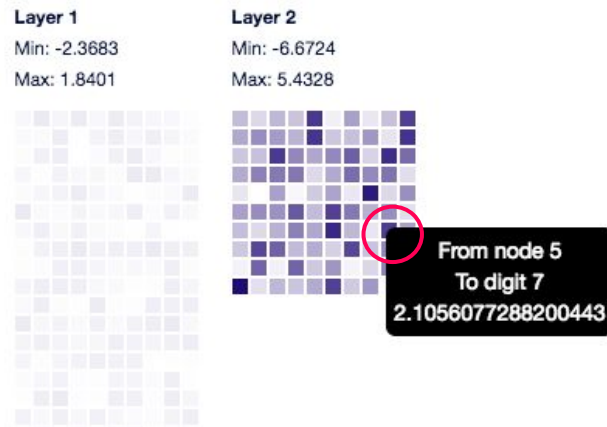 Layer 1
Min: -2.3683
Max: 1.8401
Layer 2
Min: -6.6724
Max: 5.4328
From node 5
To digit 7
2.1056077288200443